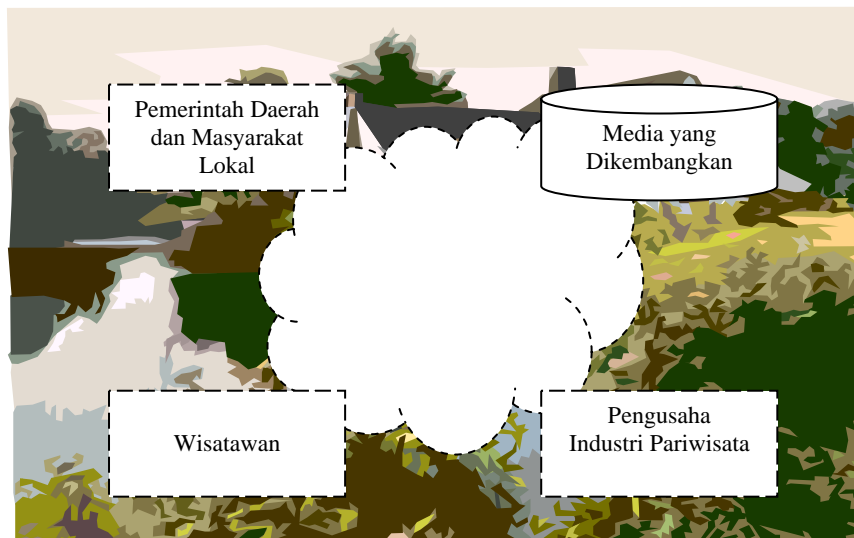 Pemerintah Daerah
dan Masyarakat
Lokal
Media yang
Dikembangkan
Wisatawan
Pengusaha
Industri Pariwisata